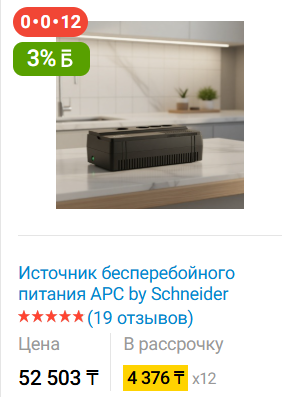 0·0·12
3% Б
Источник бесперебойного
питания APC by Schneider
(19 отзывов)
Цена
В рассрочку
52 503 ₸
4 376 ₸ x12